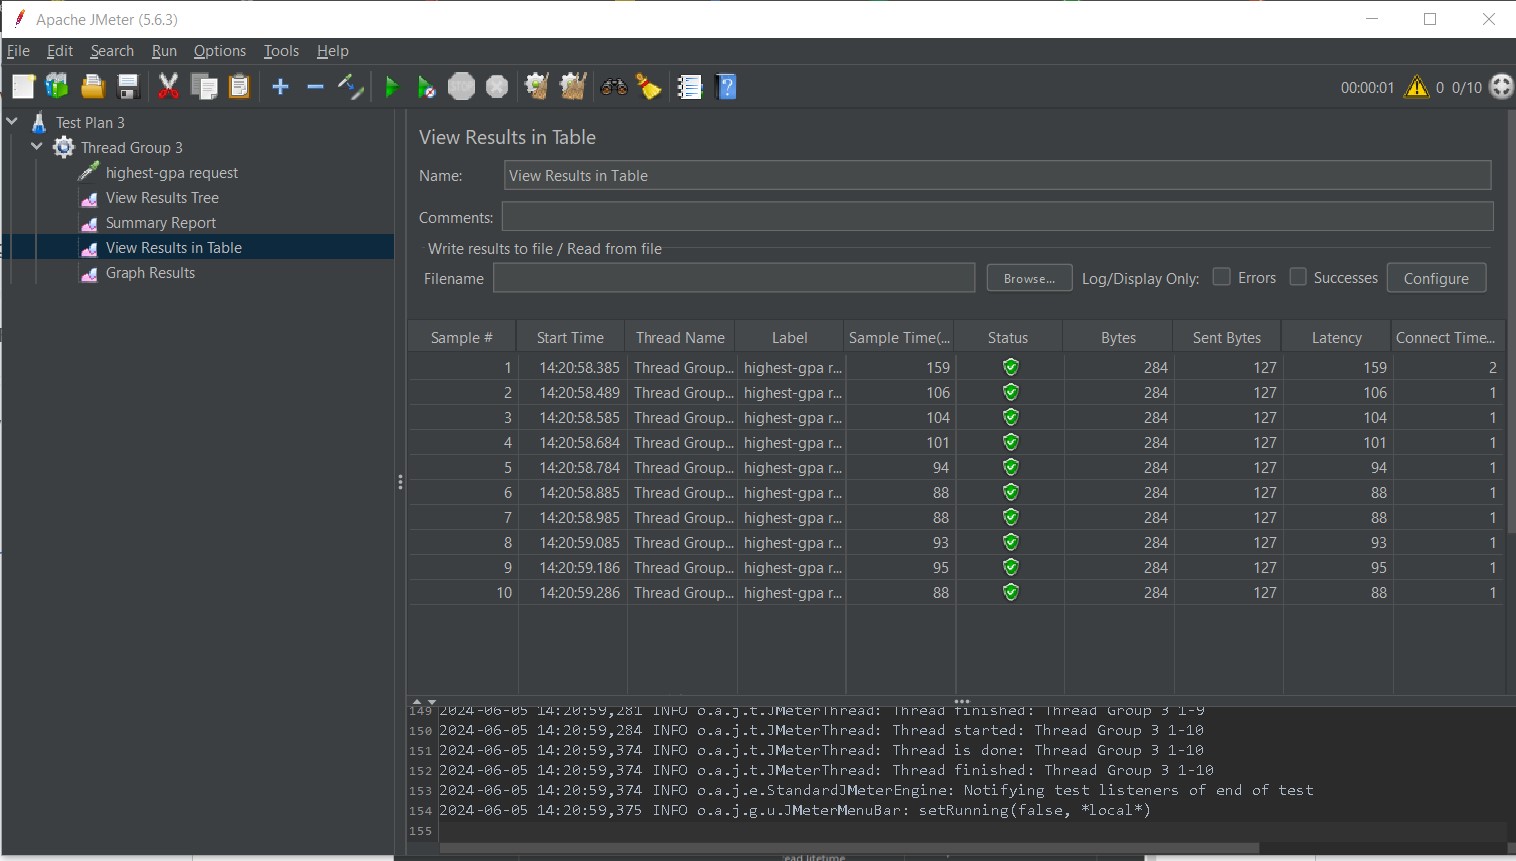 Apache JMeter (5.6.3)
File Edit Search Run Options Tools Help
STOP 00:00:01 0 0/10
Test Plan 3
Thread Group 3
highest-gpa request
View Results Tree
Summary Report
View Results in Table
Graph Results
View Results in Table
Name: View Results in Table
Comments:
Write results to file / Read from file
Filename Browse... Log/Display Only: Errors Successes Configure
Sample # Start Time Thread Name Label Sample Time(... Status Bytes Sent Bytes Latency Connect Time...
1 14:20:58.385 Thread Group... highest-gpa r... 159 284 127 159 2
2 14:20:58.489 Thread Group... highest-gpa r... 106 284 127 106 1
3 14:20:58.585 Thread Group... highest-gpa r... 104 284 127 104 1
4 14:20:58.684 Thread Group... highest-gpa r... 101 284 127 101 1
5 14:20:58.784 Thread Group... highest-gpa r... 94 284 127 94 1
6 14:20:58.885 Thread Group... highest-gpa r... 88 284 127 88 1
7 14:20:58.985 Thread Group... highest-gpa r... 88 284 127 88 1
8 14:20:59.085 Thread Group... highest-gpa r... 93 284 127 93 1
9 14:20:59.186 Thread Group... highest-gpa r... 95 284 127 95 1
10 14:20:59.286 Thread Group... highest-gpa r... 88 284 127 88 1
149 2024-06-05 14:20:59,281 INFO o.a.j.t.JMeterThread: Thread finished: Thread Group 3 1-9
150 2024-06-05 14:20:59,284 INFO o.a.j.t.JMeterThread: Thread started: Thread Group 3 1-10
151 2024-06-05 14:20:59,374 INFO o.a.j.t.JMeterThread: Thread is done: Thread Group 3 1-10
152 2024-06-05 14:20:59,374 INFO o.a.j.t.JMeterThread: Thread finished: Thread Group 3 1-10
153 2024-06-05 14:20:59,374 INFO o.a.j.e.StandardJMeterEngine: Notifying test listeners of end of test
154 2024-06-05 14:20:59,375 INFO o.a.j.g.u.JMeterMenuBar: setRunning(false, *local*)
155